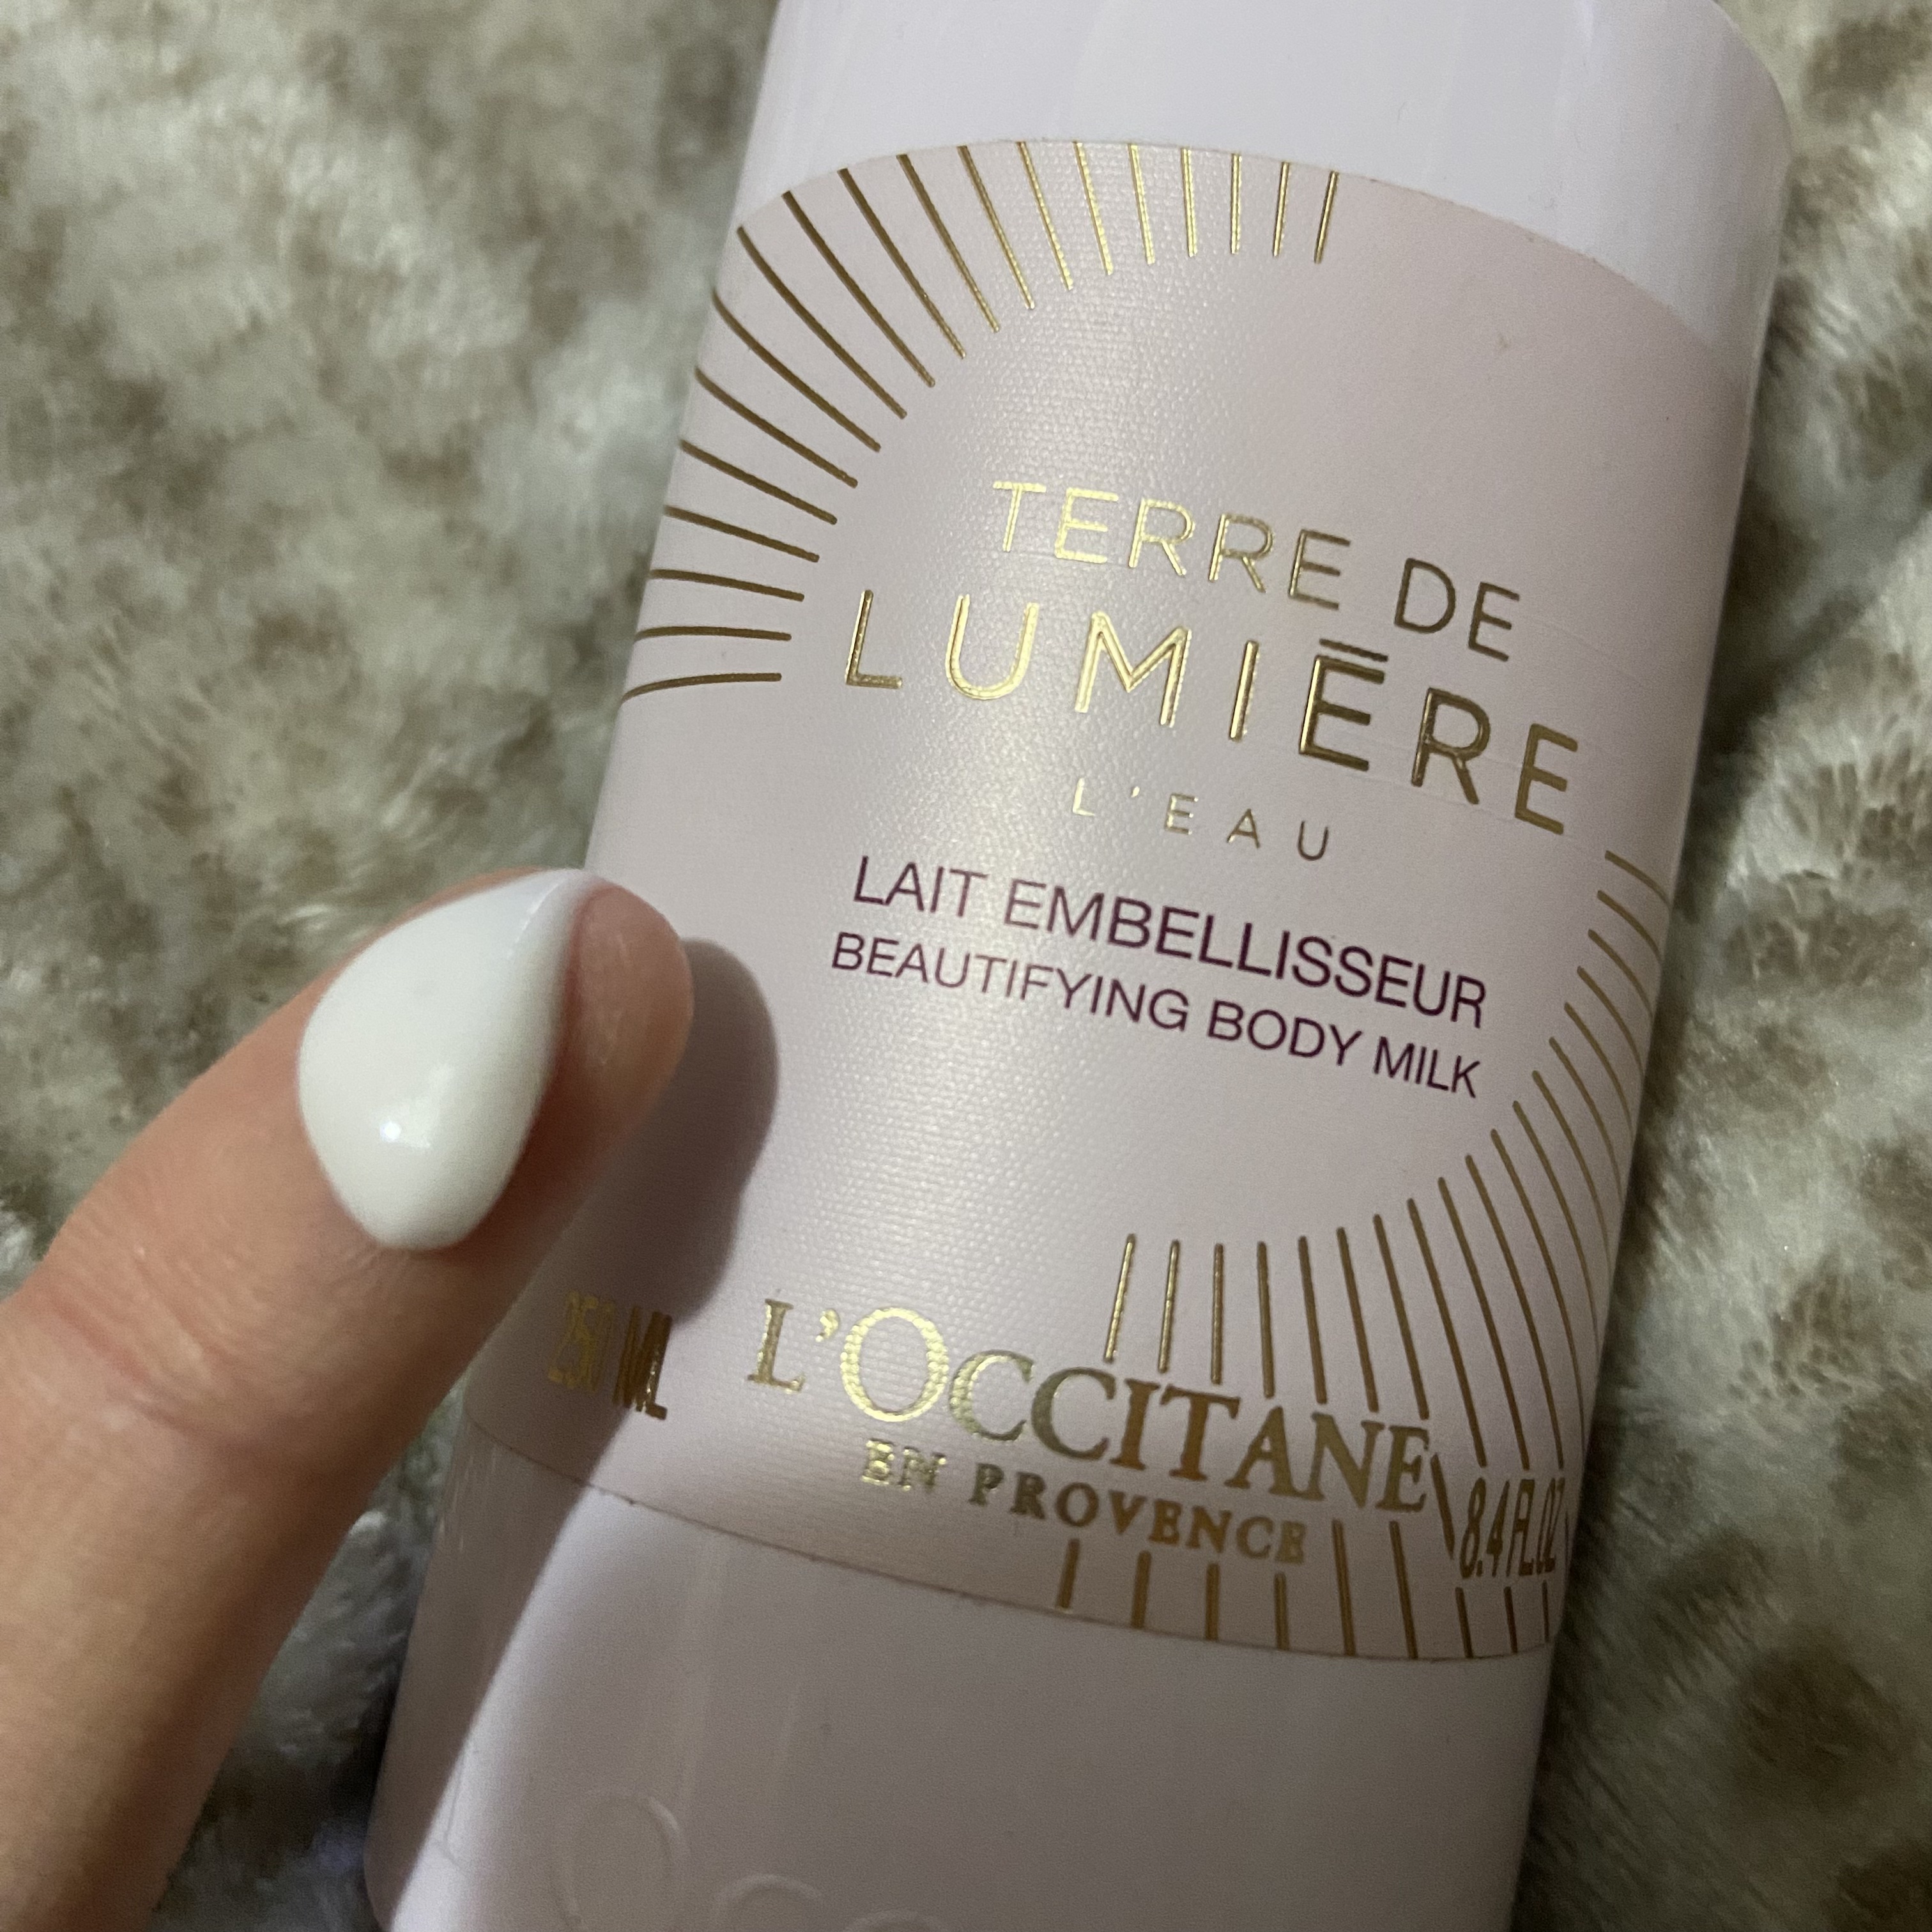 TERRE DE
LUMIÈRE
L'EAU
LAIT EMBELLISSEUR
BEAUTIFYING BODY MILK
250 ML
L'OCCITANE
EN PROVENCE
8.4 FL.OZ